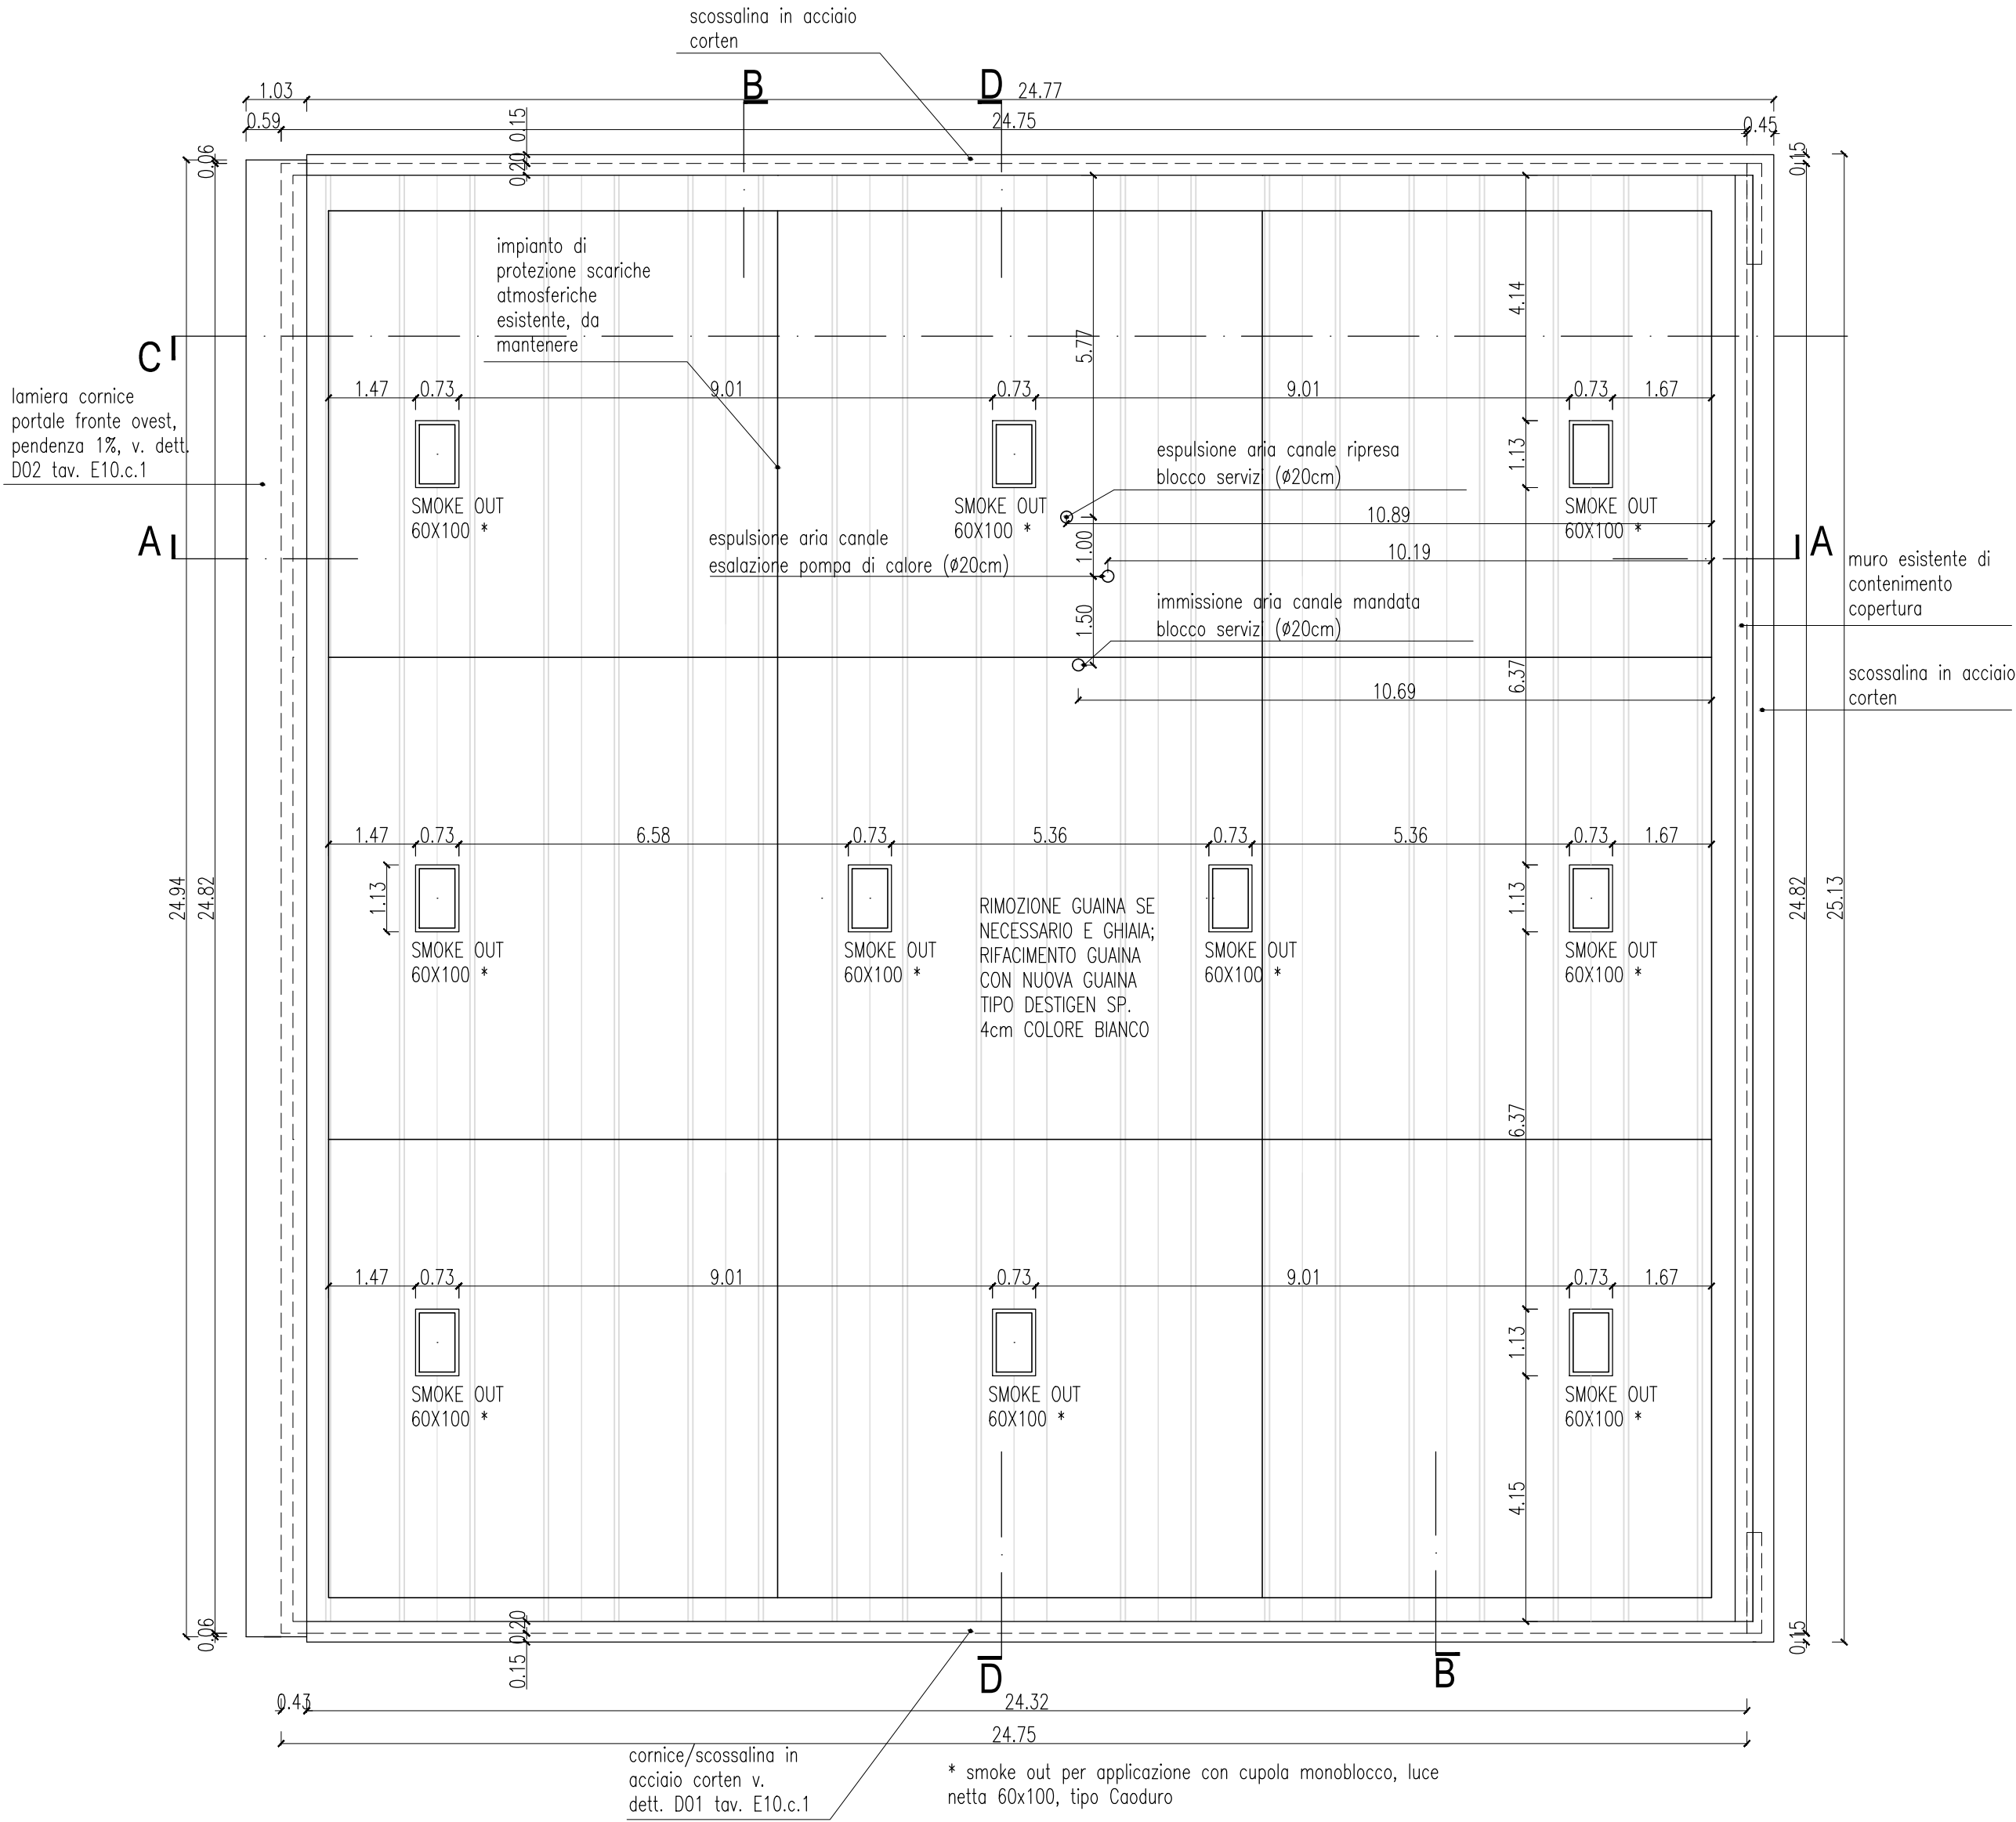 scossalina in acciaio
corten
B
D
1.03
24.77
0.59
0.15
24.75
0.45
0.06
0.20
0.15
impianto di
protezione scariche
atmosferiche
esistente, da
mantenere
4.14
5.77
C
lamiera cornice
portale fronte ovest,
pendenza 1%, v. dett.
D02 tav. E10.c.1
1.47
0.73
9.01
0.73
9.01
0.73
1.67
1.13
espulsione aria canale ripresa
blocco servizi (ø20cm)
SMOKE OUT
60X100 *
SMOKE OUT
60X100 *
SMOKE OUT
60X100 *
10.89
A
espulsione aria canale
esalazione pompa di calore (ø20cm)
1.00
10.19
A
muro esistente di
contenimento
copertura
immissione aria canale mandata
blocco servizi (ø20cm)
1.50
6.37
10.69
scossalina in acciaio
corten
1.47
0.73
6.58
0.73
5.36
0.73
5.36
0.73
1.67
24.94
24.82
1.13
1.13
24.82
25.13
SMOKE OUT
60X100 *
SMOKE OUT
60X100 *
SMOKE OUT
60X100 *
SMOKE OUT
60X100 *
RIMOZIONE GUAINA SE
NECESSARIO E GHIAIA;
RIFACIMENTO GUAINA
CON NUOVA GUAINA
TIPO DESTIGEN SP.
4cm COLORE BIANCO
6.37
1.47
0.73
9.01
0.73
9.01
0.73
1.67
1.13
SMOKE OUT
60X100 *
SMOKE OUT
60X100 *
SMOKE OUT
60X100 *
4.15
0.06
0.20
0.15
0.15
D
B
0.43
24.32
24.75
cornice/scossalina in
acciaio corten v.
dett. D01 tav. E10.c.1
* smoke out per applicazione con cupola monoblocco, luce
netta 60x100, tipo Caoduro